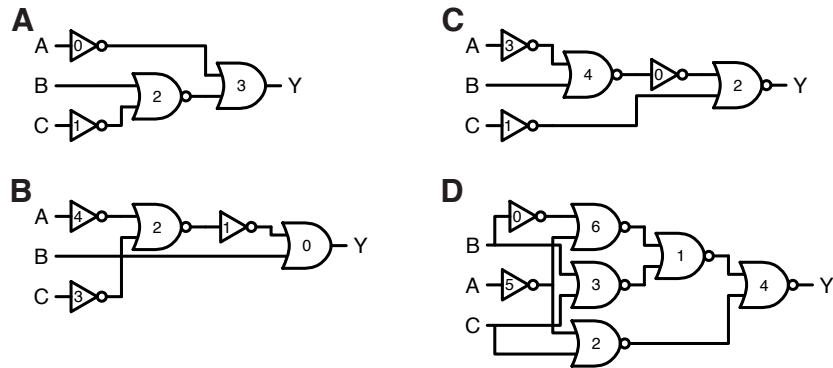 A
A 0
B 2 3 Y
C 1
B
A 4 2 1
B 0 Y
C 3
C
A 3
B 4 0 2 Y
C 1
D
0 6
B 1
A 5 3 4 Y
C
2